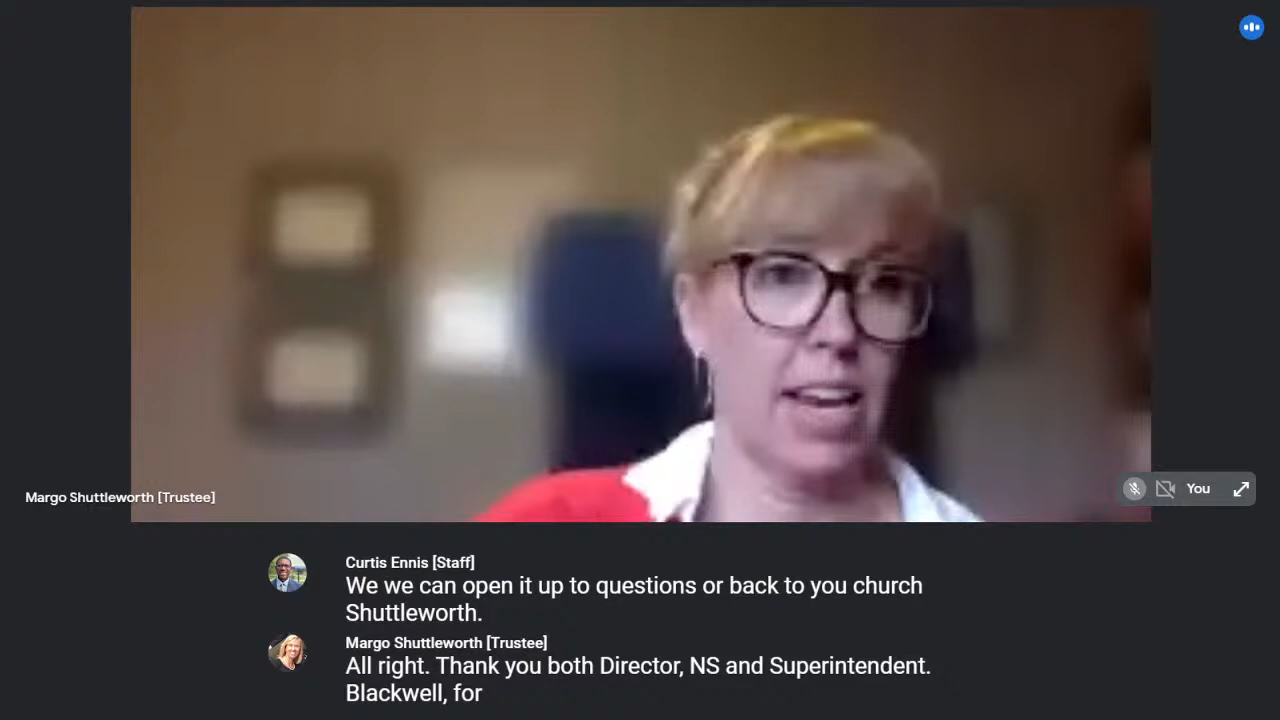 Margo Shuttleworth [Trustee]
You
Curtis Ennis [Staff]
We we can open it up to questions or back to you church
Shuttleworth.
Margo Shuttleworth [Trustee]
All right. Thank you both Director, NS and Superintendent.
Blackwell, for